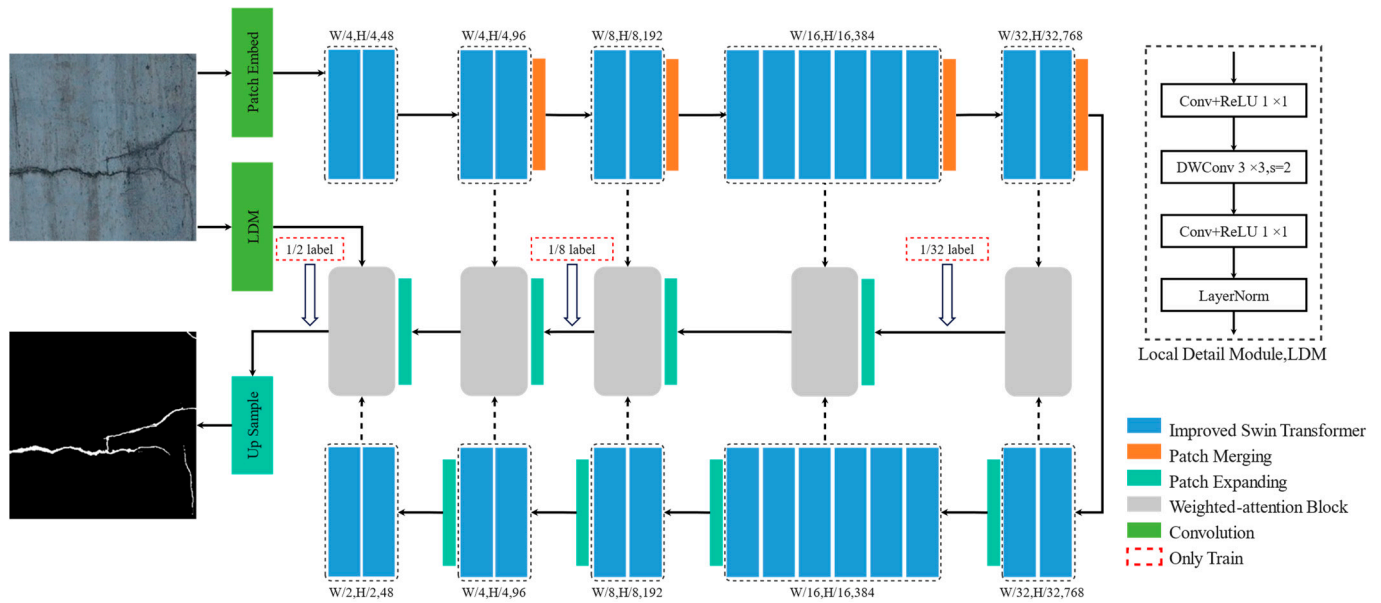 W/4,H/4,48
W/4,H/4,96
W/8,H/8,192
W/16,H/16,384
W/32,H/32,768
Patch Embed
LDM
1/2 label
1/8 label
1/32 label
Up Sample
W/2,H/2,48
W/4,H/4,96
W/8,H/8,192
W/16,H/16,384
W/32,H/32,768
Conv+ReLU 1 ×1
DWConv 3 ×3,s=2
Conv+ReLU 1 ×1
LayerNorm
Local Detail Module,LDM
Improved Swin Transformer
Patch Merging
Patch Expanding
Weighted-attention Block
Convolution
Only Train